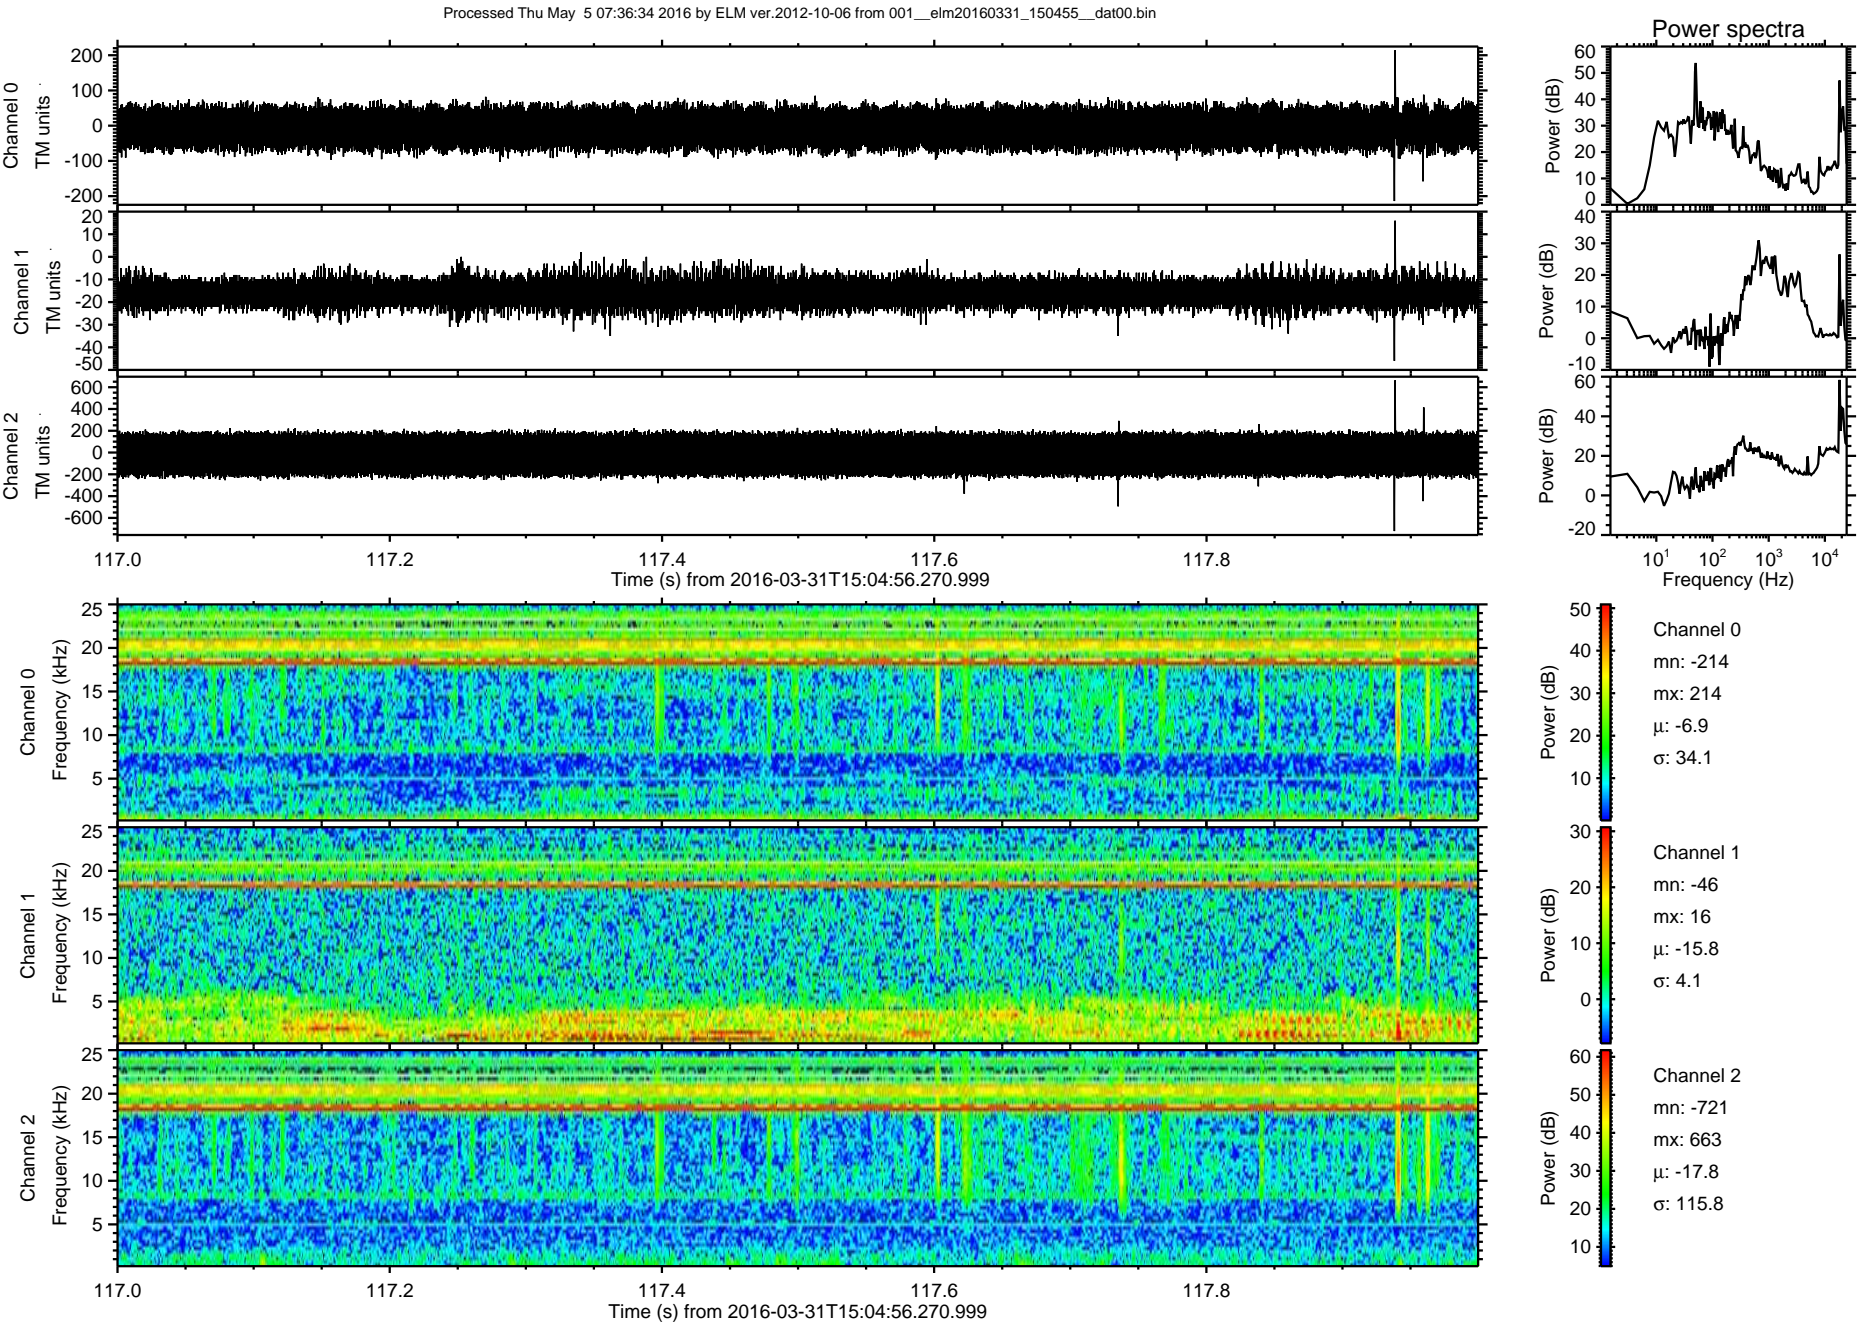 Processed Thu May  5 07:36:34 2016 by ELM ver.2012-10-06 from 001__elm20160331_150455__dat00.bin
Power spectra
Channel 0
TM units
200
100
0
-100
-200
Power (dB)
60
50
40
30
20
10
0
Channel 1
TM units
20
10
0
-10
-20
-30
-40
-50
Power (dB)
40
30
20
10
0
-10
Channel 2
TM units
600
400
200
0
-200
-400
-600
Power (dB)
60
40
20
0
-20
117.0 117.2 117.4 117.6 117.8
Time (s) from 2016-03-31T15:04:56.270.999
10^1 10^2 10^3 10^4
Frequency (Hz)
Channel 0
Frequency (kHz)
25
20
15
10
5
Power (dB)
50
40
30
20
10
Channel 0
mn: -214
mx: 214
μ: -6.9
σ: 34.1
Channel 1
Frequency (kHz)
25
20
15
10
5
Power (dB)
30
20
10
0
Channel 1
mn: -46
mx: 16
μ: -15.8
σ: 4.1
Channel 2
Frequency (kHz)
25
20
15
10
5
Power (dB)
60
50
40
30
20
10
Channel 2
mn: -721
mx: 663
μ: -17.8
σ: 115.8
117.0 117.2 117.4 117.6 117.8
Time (s) from 2016-03-31T15:04:56.270.999